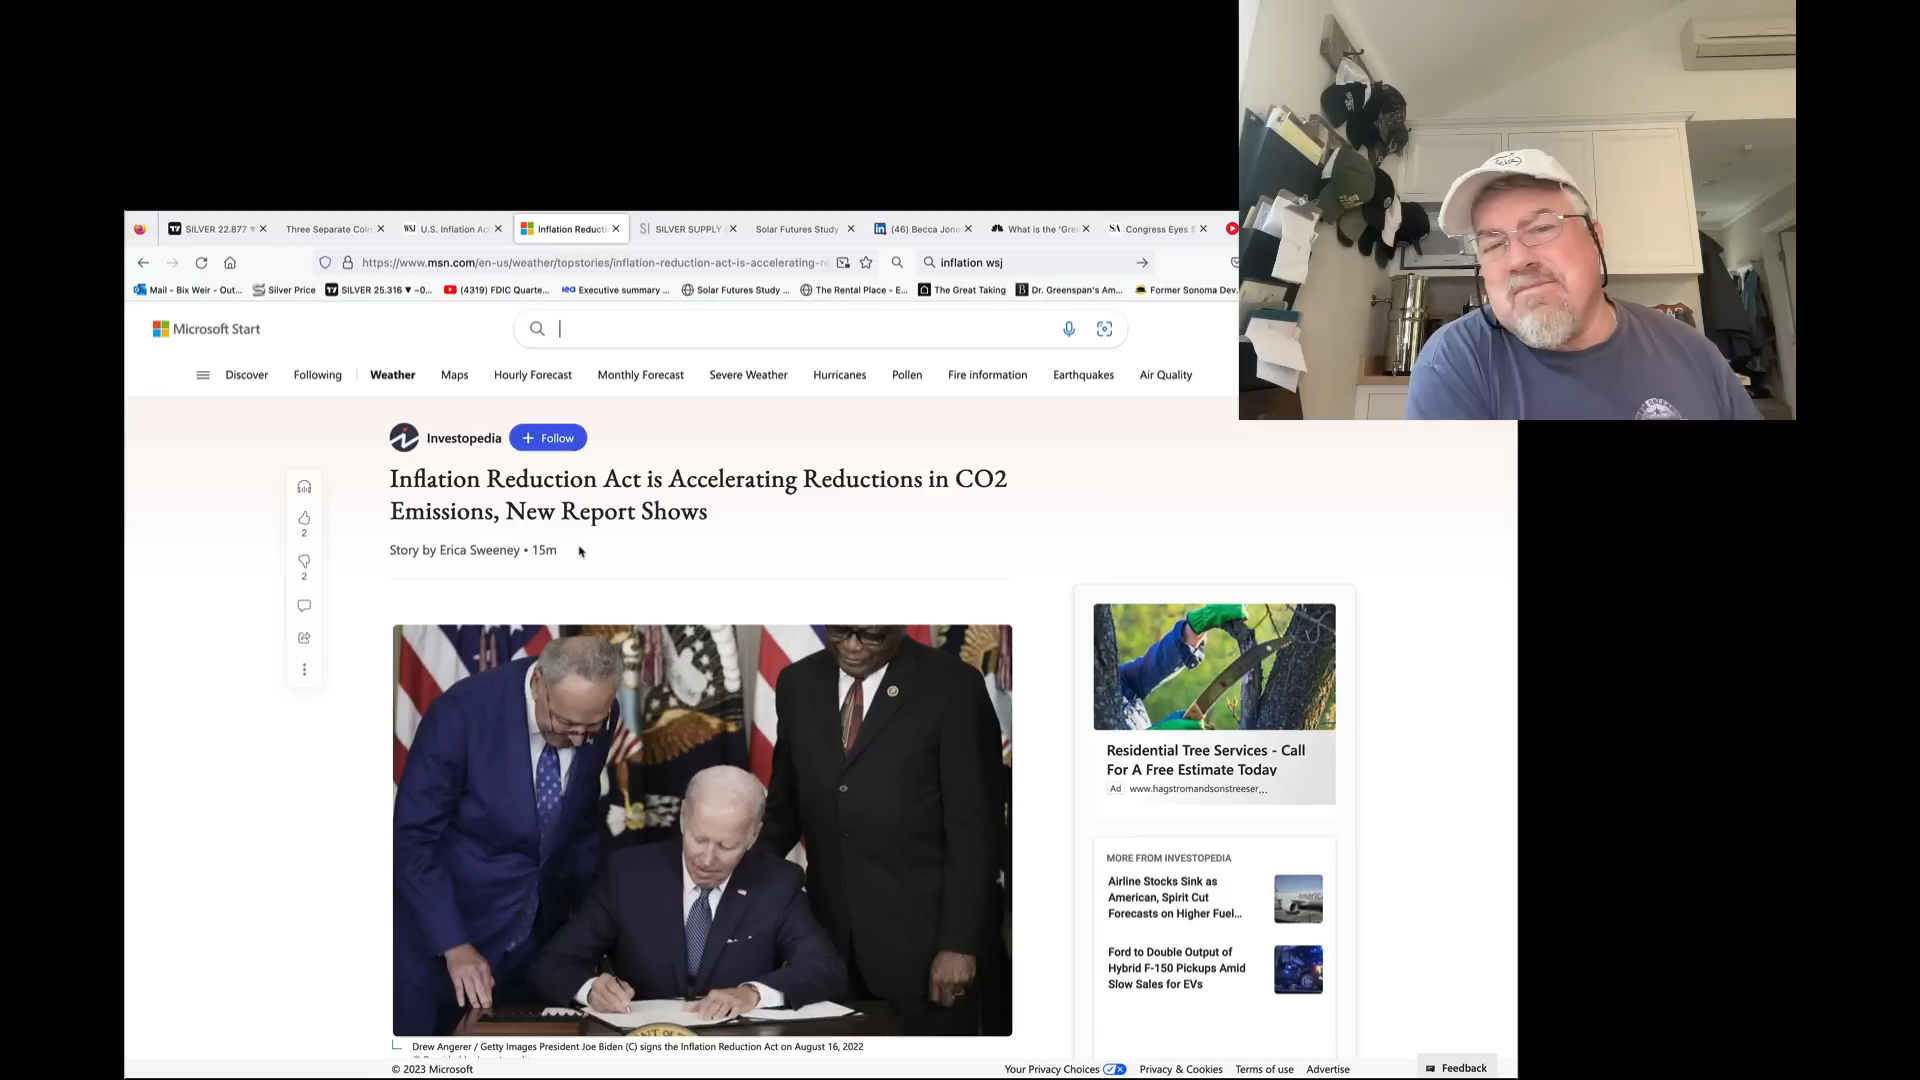 SILVER 22.877
Three Separate Coin
WSJ U.S. Inflation Ac
Inflation Reducti
SILVER SUPPLY
Solar Futures Study
(46) Becca Jone
What is the 'Gre
SA Congress Eyes
https://www.msn.com/en-us/weather/topstories/inflation-reduction-act-is-accelerating-re
inflation wsj
Mail - Bix Weir - Out...
Silver Price
SILVER 25.316 ▼ −0...
(4319) FDIC Quarte...
iea Executive summary ...
Solar Futures Study ...
The Rental Place - E...
The Great Taking
Dr. Greenspan's Am...
Former Sonoma Dev.
Microsoft Start
Discover
Following
Weather
Maps
Hourly Forecast
Monthly Forecast
Severe Weather
Hurricanes
Pollen
Fire information
Earthquakes
Air Quality
Investopedia
+ Follow
Inflation Reduction Act is Accelerating Reductions in CO2
Emissions, New Report Shows
Story by Erica Sweeney • 15m
2
2
Residential Tree Services - Call
For A Free Estimate Today
Ad www.hagstromandsonstreeser...
MORE FROM INVESTOPEDIA
Airline Stocks Sink as
American, Spirit Cut
Forecasts on Higher Fuel...
Ford to Double Output of
Hybrid F-150 Pickups Amid
Slow Sales for EVs
Drew Angerer / Getty Images President Joe Biden (C) signs the Inflation Reduction Act on August 16, 2022
© 2023 Microsoft
Your Privacy Choices
Privacy & Cookies
Terms of use
Advertise
Feedback